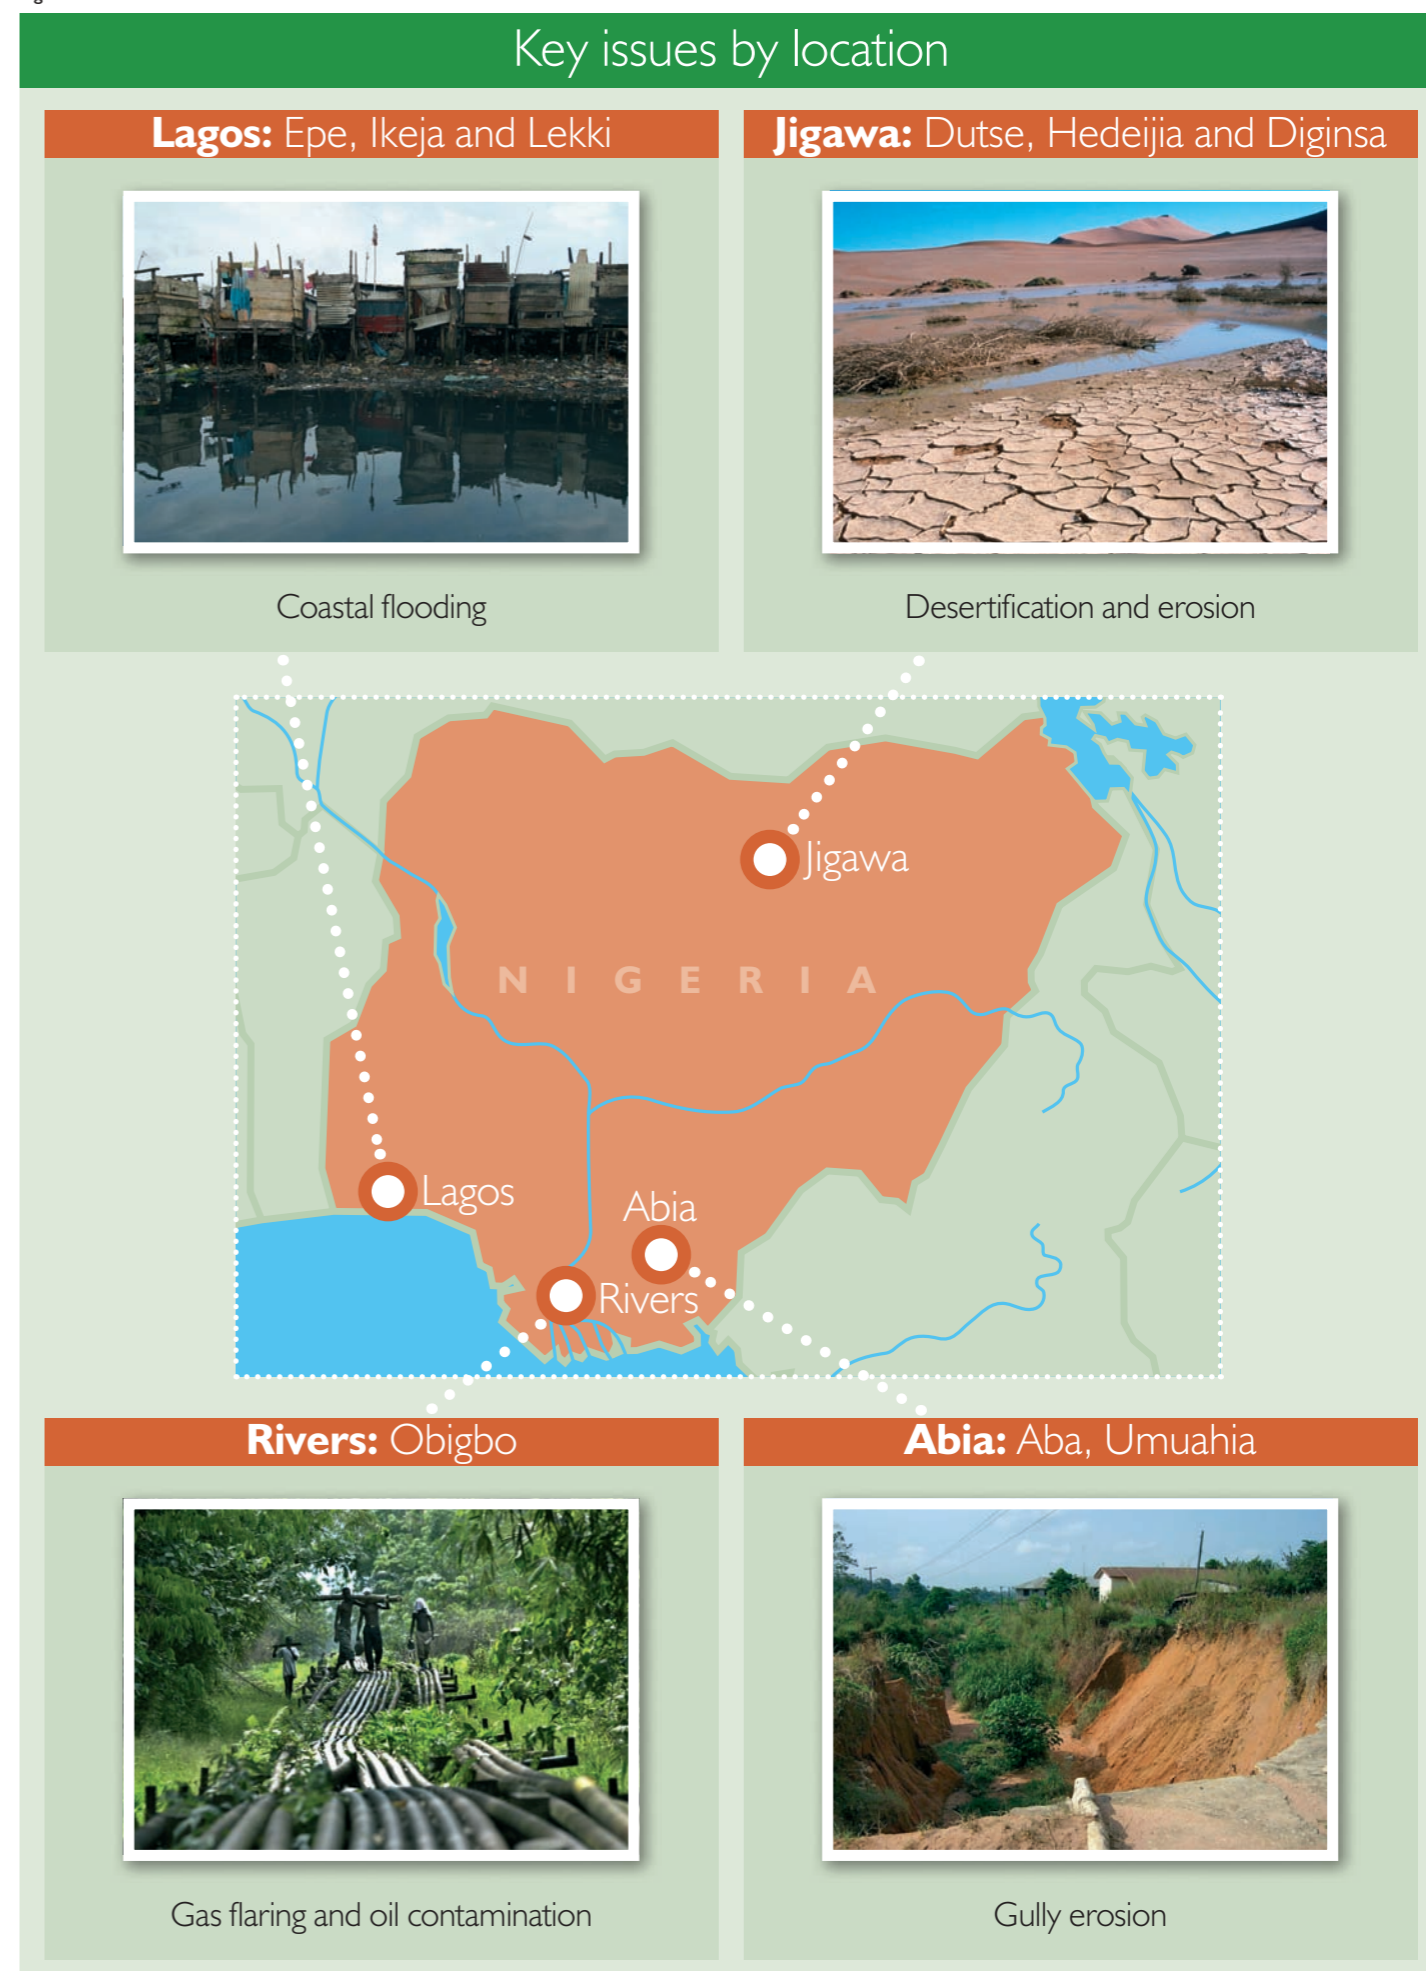 Key issues by location
Lagos: Epe, Ikeja and Lekki
Jigawa: Dutse, Hedeijia and Diginsa
Coastal flooding
Desertification and erosion
Jigawa
NIGERIA
Lagos
Abia
Rivers
Rivers: Obigbo
Abia: Aba, Umuahia
Gas flaring and oil contamination
Gully erosion